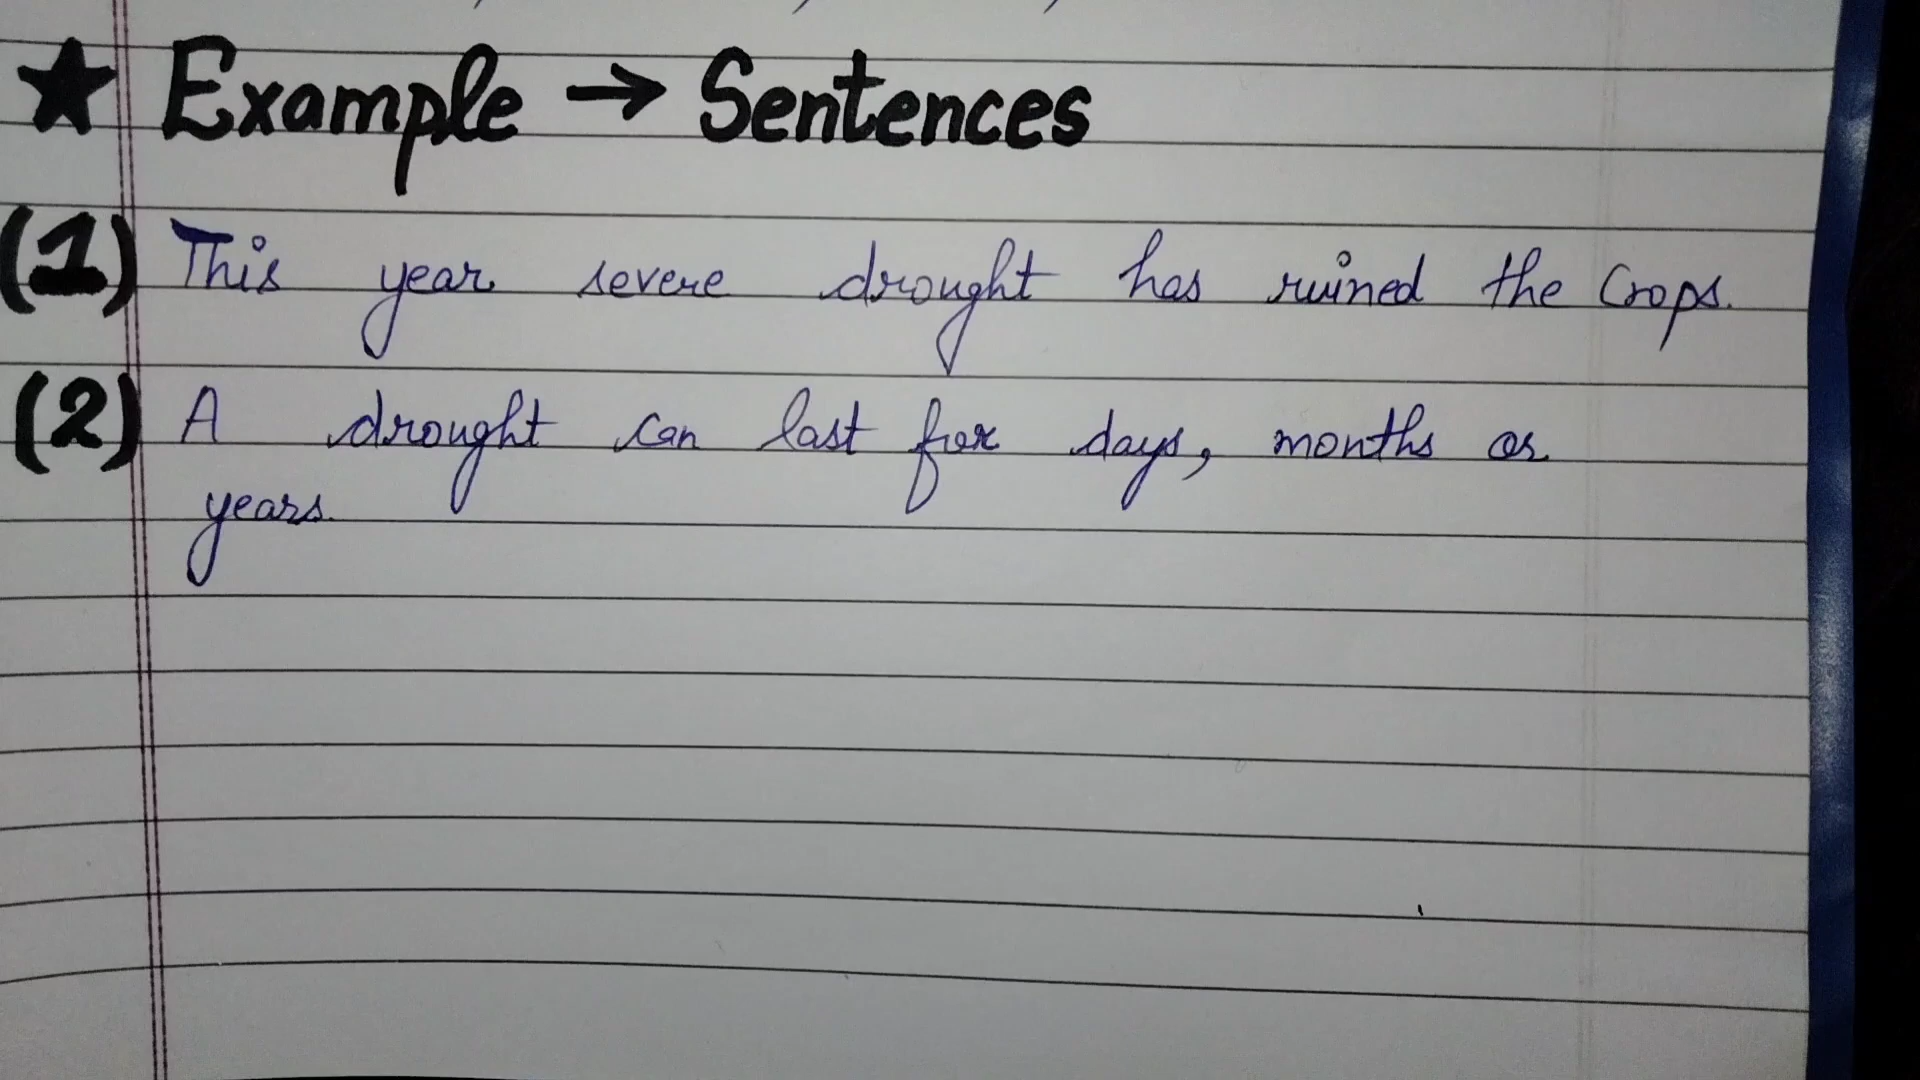 ★ Example → Sentences
(1) This year severe drought has ruined the Crops.
(2) A drought can last for days, months or
years.